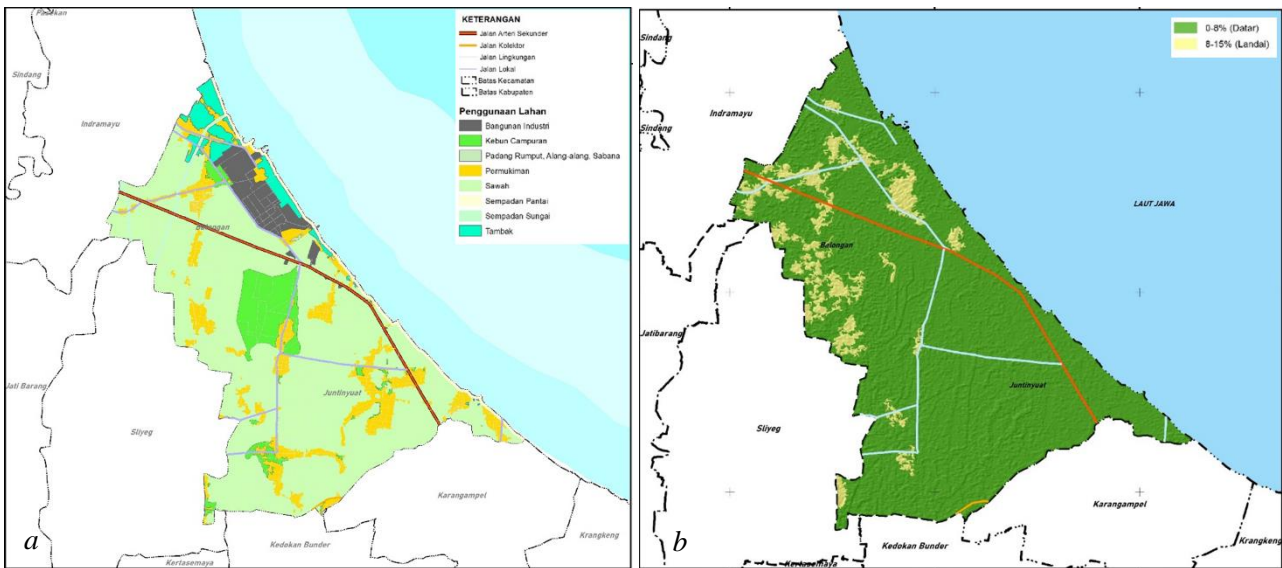 Pasekan
Sindang
Indramayu
Balongan
Jati Barang
Juntinyuat
Sliyeg
Karangampel
Krangkeng
Kedokan Bunder
Kertasemaya
a
KETERANGAN
Jalan Arteri Sekunder
Jalan Kolektor
Jalan Lingkungan
Jalan Lokal
Batas Kecamatan
Batas Kabupaten
Penggunaan Lahan
Bangunan Industri
Kebun Campuran
Padang Rumput, Alang-alang, Sabana
Permukiman
Sawah
Sempadan Pantai
Sempadan Sungai
Tambak
0-8% (Datar)
8-15% (Landai)
Sindang
Indramayu
Sindang
LAUT JAWA
Balongan
Jatibarang
Juntinyuat
Sliyeg
Karangampel
Krangkeng
Kedokan Bunder
Kertasemaya
b